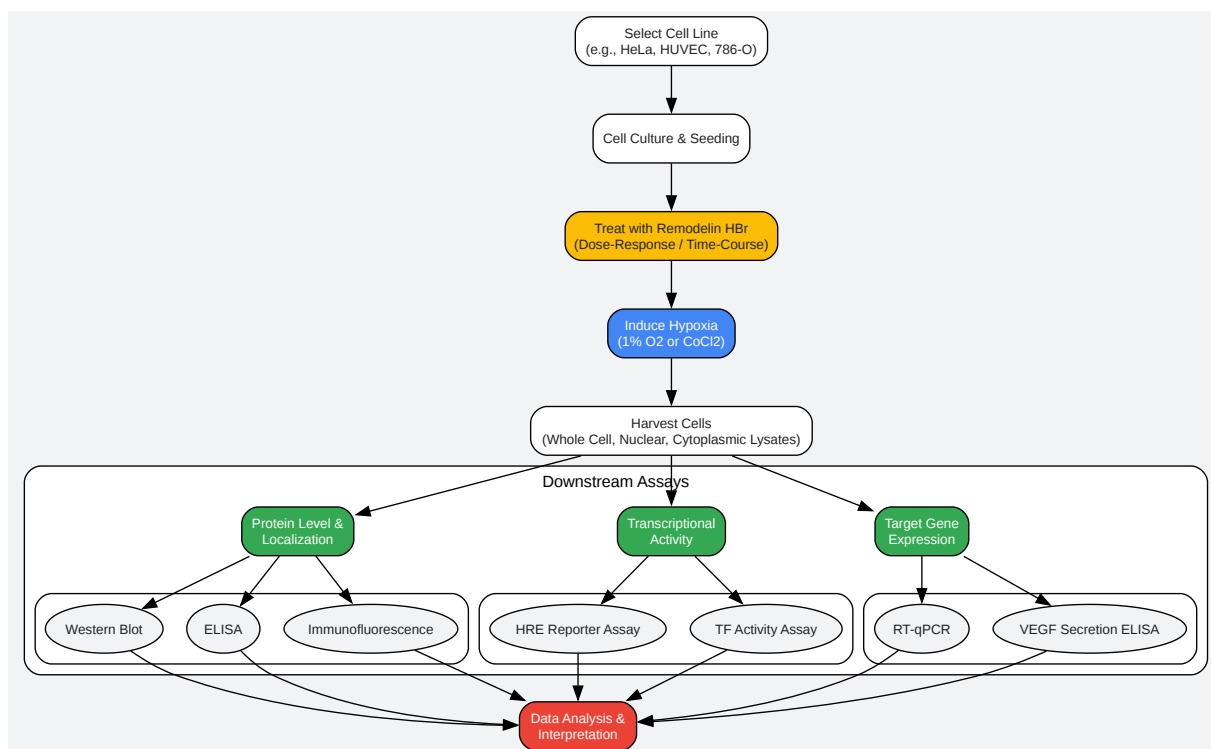 Select Cell Line
(e.g., HeLa, HUVEC, 786-O)
Cell Culture & Seeding
Treat with Remodelin HBr
(Dose-Response / Time-Course)
Induce Hypoxia
(1% O2 or CoCl2)
Harvest Cells
(Whole Cell, Nuclear, Cytoplasmic Lysates)
Downstream Assays
Protein Level &
Localization
Transcriptional
Activity
Target Gene
Expression
Western Blot
ELISA
Immunofluorescence
HRE Reporter Assay
TF Activity Assay
RT-qPCR
VEGF Secretion ELISA
Data Analysis &
Interpretation